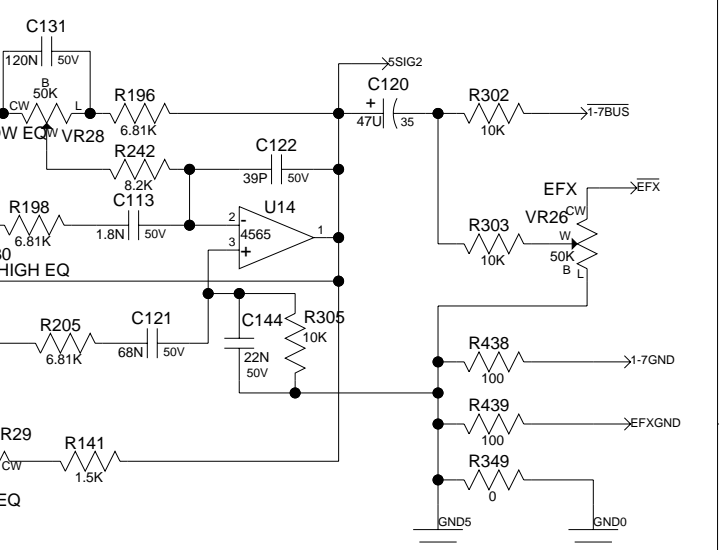 C131
120N
50V
5SIG2
C120
+
47U
35
B
50K
CW
L
R196
6.81K
R302
10K
1-7BUS
W EQ
W
VR28
R242
8.2K
C122
39P
50V
EFX
EFX
R198
6.81K
C113
1.8N
50V
U14
2
-
4565
3
+
1
VR26
CW
W
50K
B
L
R303
10K
0
HIGH EQ
R205
6.81K
C121
68N
50V
C144
22N
50V
R305
10K
R438
100
1-7GND
R439
100
EFXGND
R29
CW
R141
1.5K
R349
0
EQ
GND5
GND0